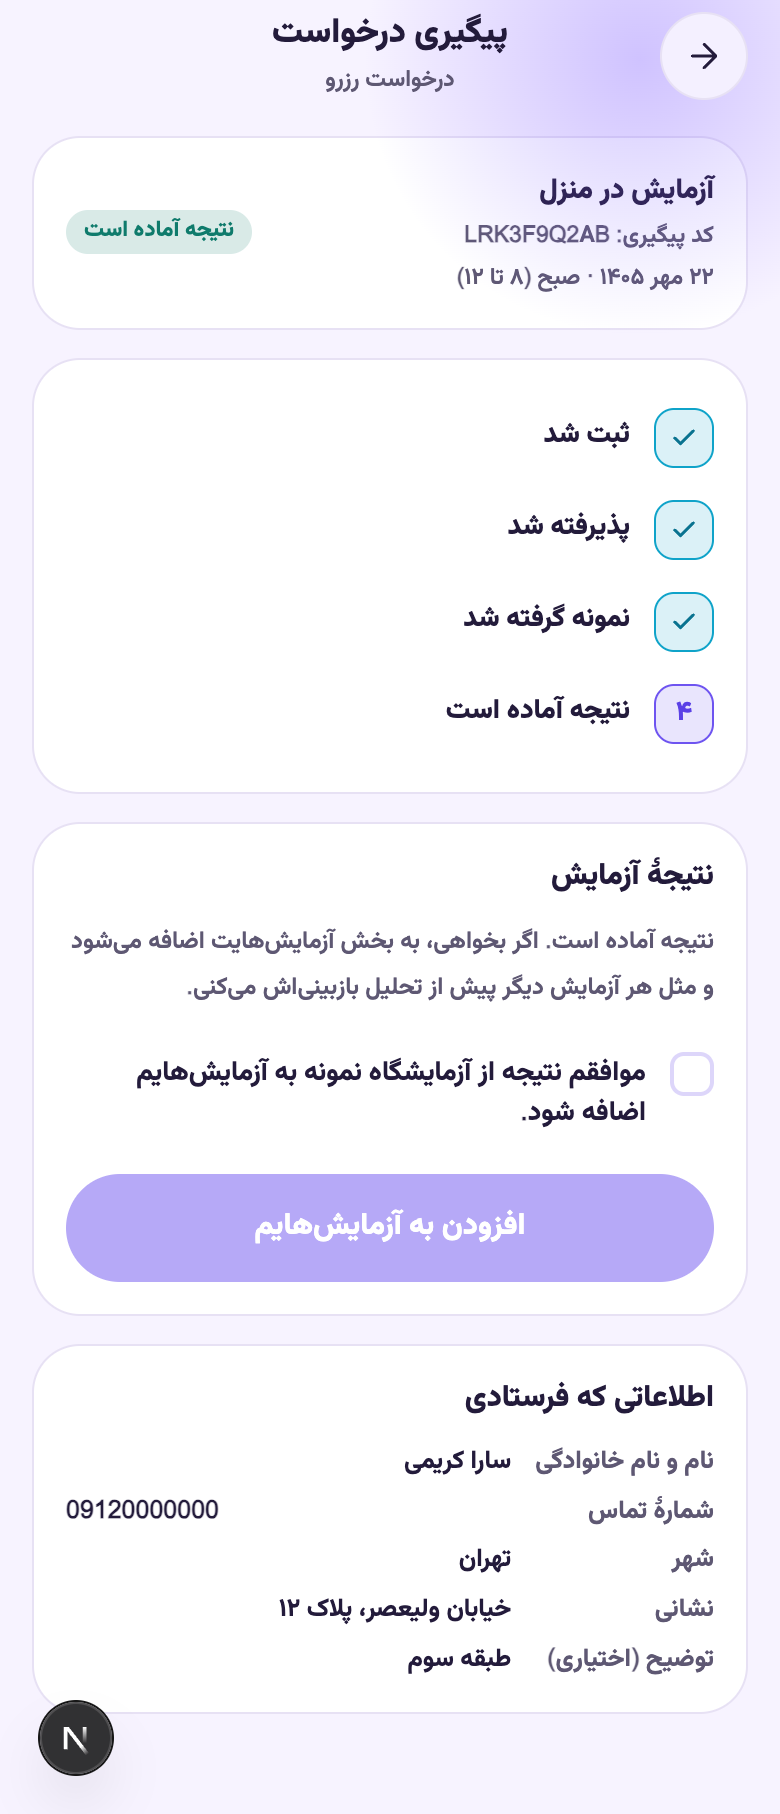 پیگیری درخواست
درخواست رزرو
آزمایش در منزل
کد پیگیری: LRK3F9Q2AB
۲۲ مهر ۱۴۰۵ · صبح (۸ تا ۱۲)
نتیجه آماده است
ثبت شد
پذیرفته شد
نمونه گرفته شد
۴ نتیجه آماده است
نتیجهٔ آزمایش
نتیجه آماده است. اگر بخواهی، به بخش آزمایش‌هایت اضافه می‌شود
و مثل هر آزمایش دیگر پیش از تحلیل بازبینی‌اش می‌کنی.
موافقم نتیجه از آزمایشگاه نمونه به آزمایش‌هایم
اضافه شود.
افزودن به آزمایش‌هایم
اطلاعاتی که فرستادی
نام و نام خانوادگی سارا کریمی
شمارهٔ تماس 09120000000
شهر تهران
نشانی خیابان ولیعصر، پلاک ۱۲
توضیح (اختیاری) طبقه سوم
N